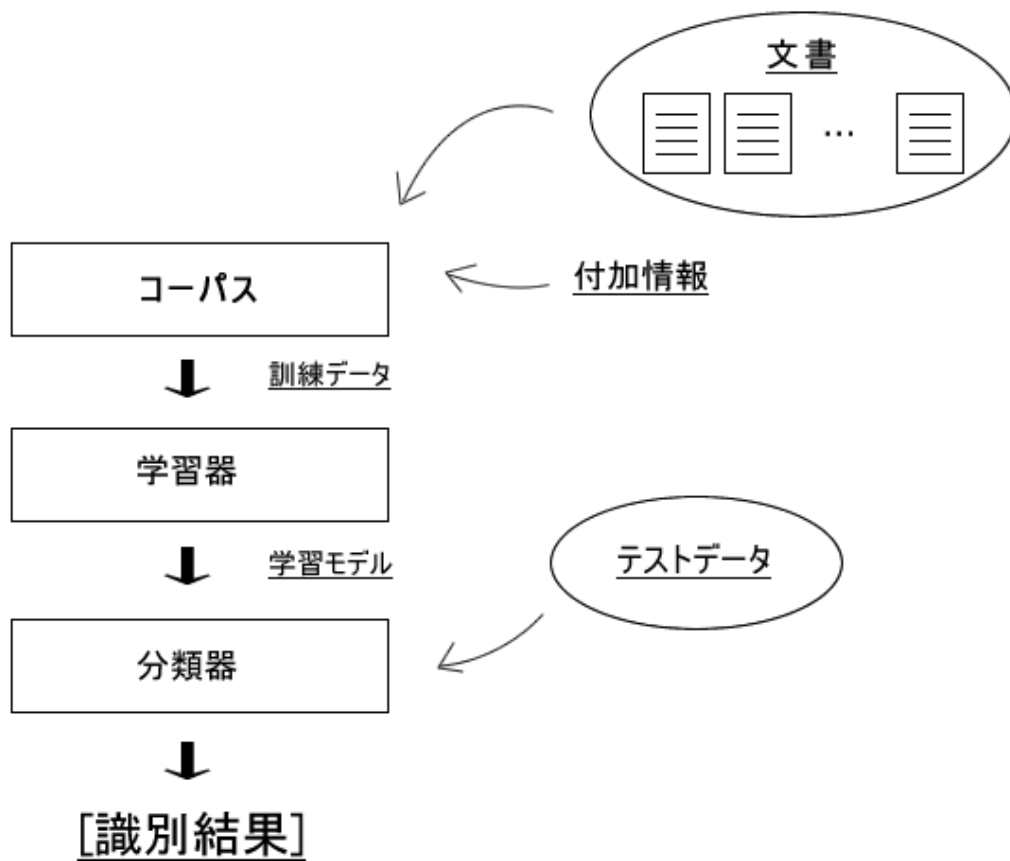 文書
…
コーパス
付加情報
訓練データ
学習器
学習モデル
テストデータ
分類器
[識別結果]